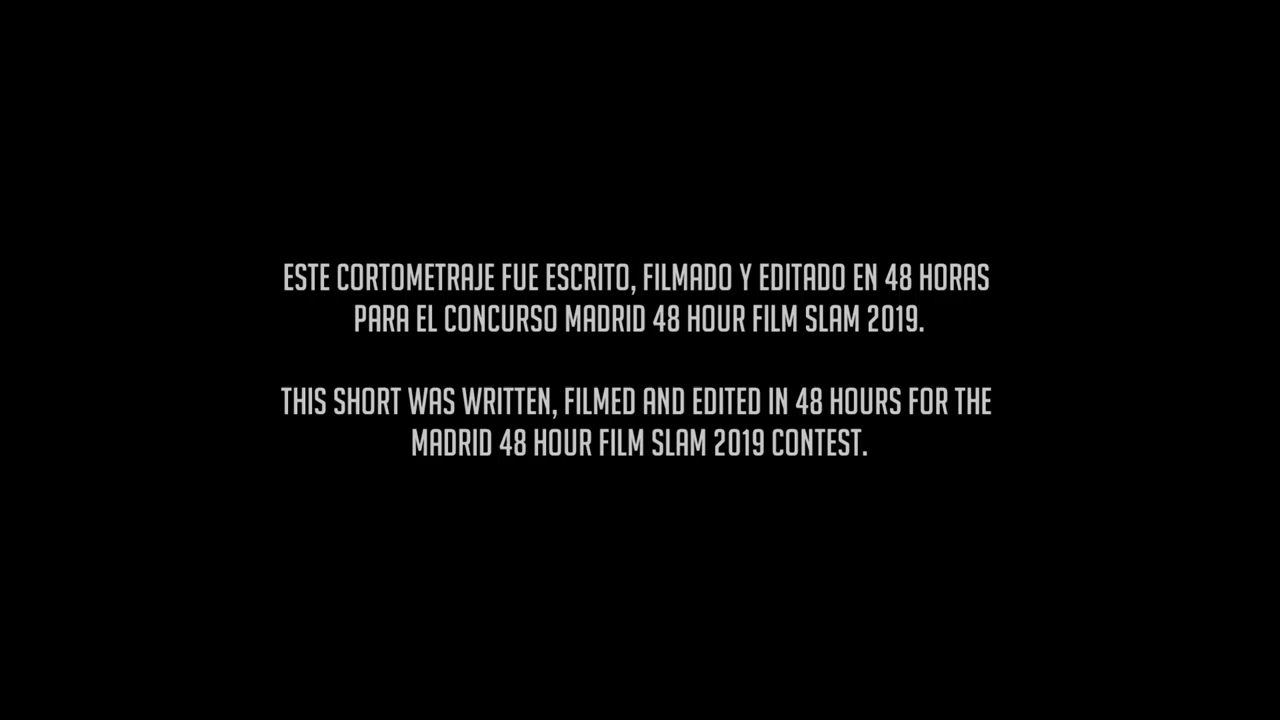 ESTE CORTOMETRAJE FUE ESCRITO, FILMADO Y EDITADO EN 48 HORAS
PARA EL CONCURSO MADRID 48 HOUR FILM SLAM 2019.
THIS SHORT WAS WRITTEN, FILMED AND EDITED IN 48 HOURS FOR THE
MADRID 48 HOUR FILM SLAM 2019 CONTEST.